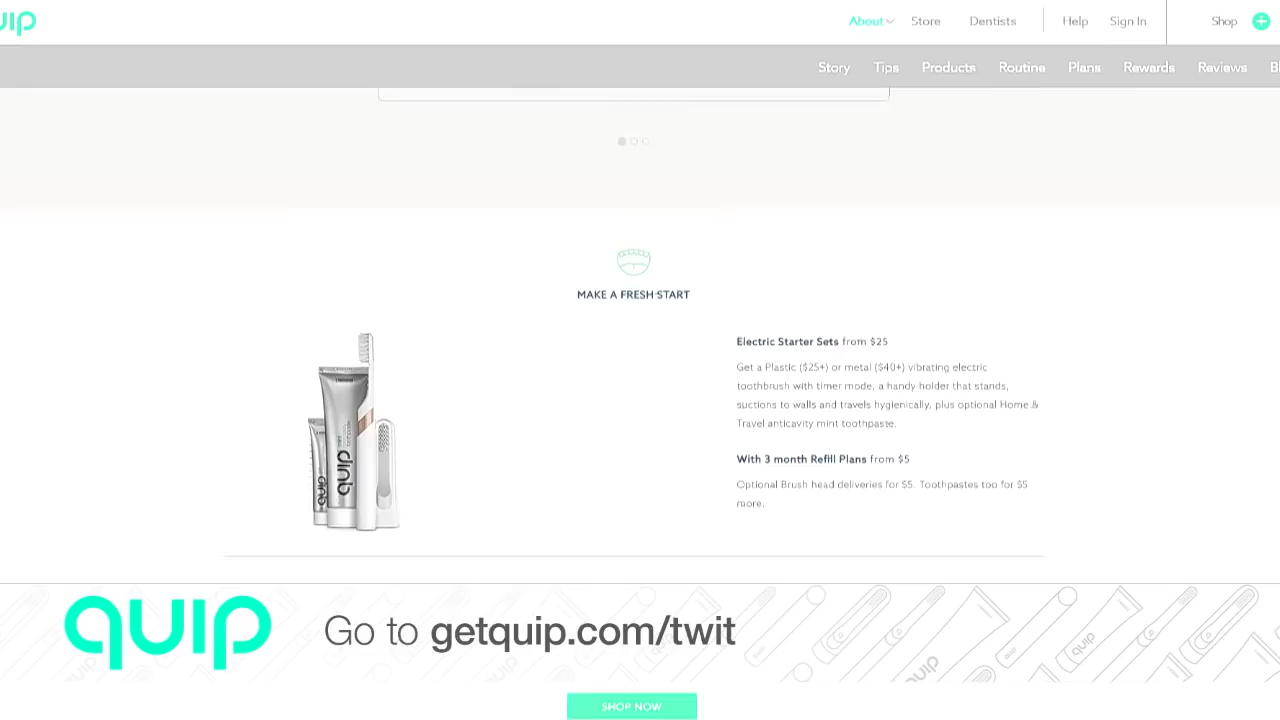 quip
About
Store
Dentists
Help
Sign In
Shop
Story
Tips
Products
Routine
Plans
Rewards
Reviews
MAKE A FRESH START
Electric Starter Sets from $25
Get a Plastic ($25+) or metal ($40+) vibrating electric
toothbrush with timer mode, a handy holder that stands,
suctions to walls and travels hygienically, plus optional Home &
Travel anticavity mint toothpaste.
With 3 month Refill Plans from $5
Optional Brush head deliveries for $5. Toothpastes too for $5
more.
quip
quip
quip Go to getquip.com/twit
quip
quip
SHOP NOW